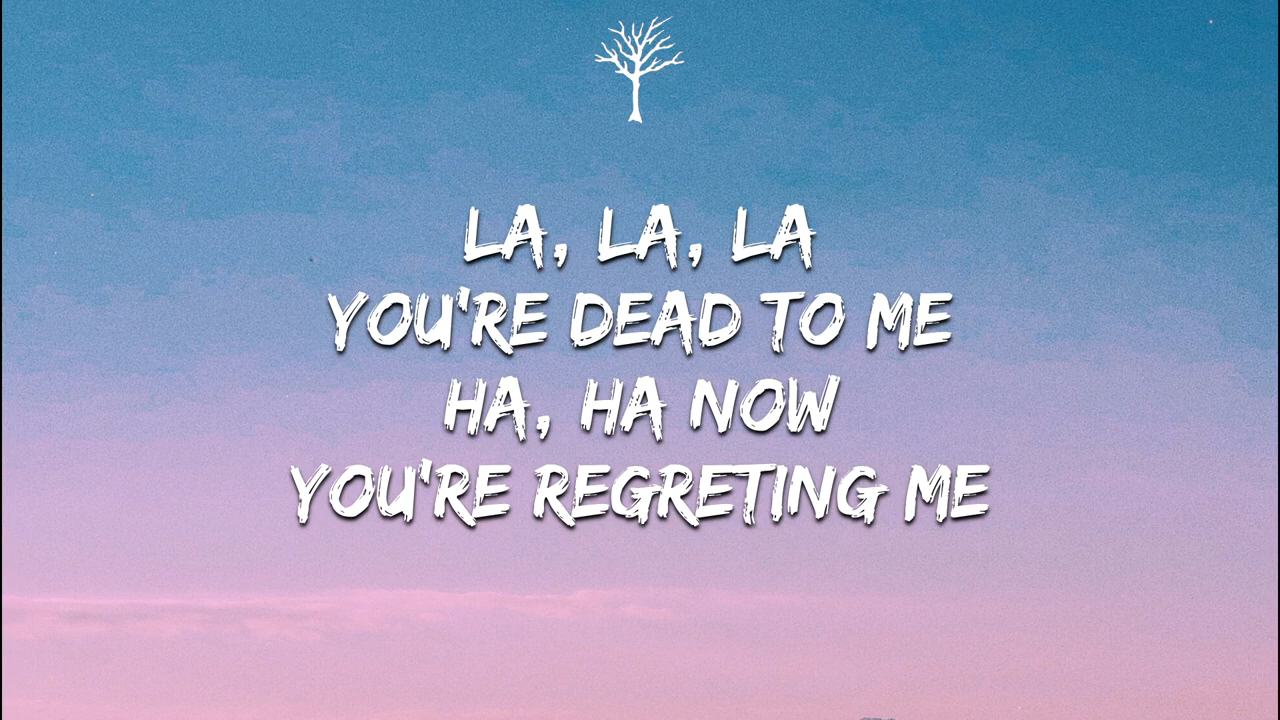 LA, LA, LA
YOU'RE DEAD TO ME
HA, HA NOW
YOU'RE REGRETING ME